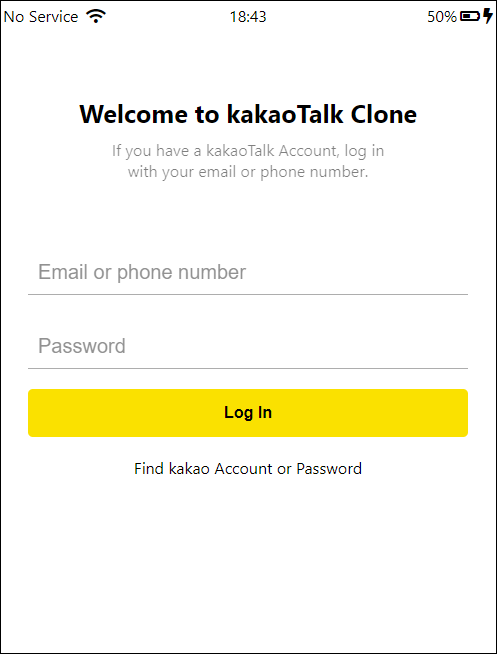 No Service 18:43 50%
Welcome to kakaoTalk Clone
If you have a kakaoTalk Account, log in
with your email or phone number.
Email or phone number
Password
Log In
Find kakao Account or Password